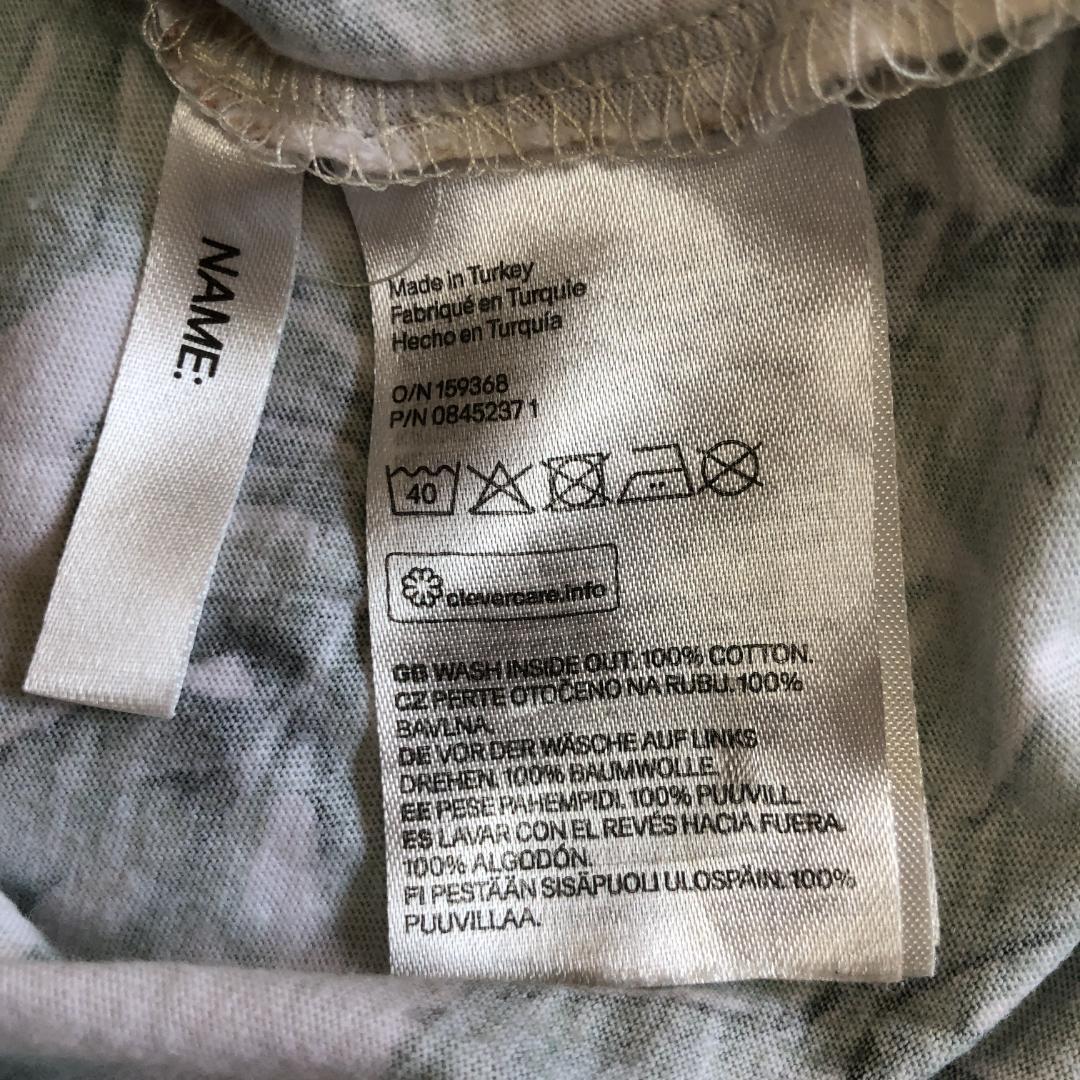 NAME:
Made in Turkey
Fabriqué en Turquie
Hecho en Turquía
O/N 159368
P/N 08452371
40
clevercare.info
GB WASH INSIDE OUT. 100% COTTON.
CZ PERTE OTOČENO NA RUBU. 100%
BAVLNA.
DE VOR DER WÄSCHE AUF LINKS
DREHEN. 100% BAUMWOLLE.
EE PESE PAHEMPIDI. 100% PUUVILL.
ES LAVAR CON EL REVÉS HACIA FUERA.
100% ALGODÓN.
FI PESTÄÄN SISÄPUOLI ULOSPÄIN. 100%
PUUVILLAA.